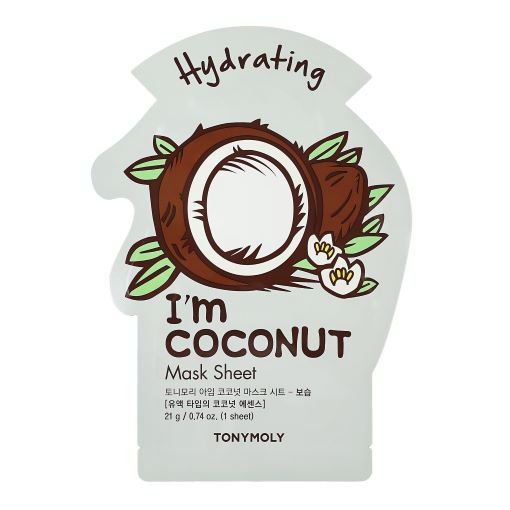 Hydrating
I'm
COCONUT
Mask Sheet
토니모리 아임 코코넛 마스크 시트 – 보습
[유액 타입의 코코넛 에센스]
21 g / 0.74 oz. (1 sheet)
TONYMOLY